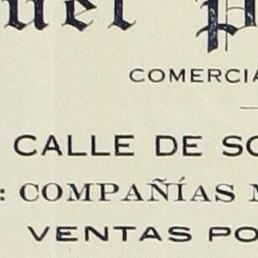 uel P
COMERCIA
CALLE DE SO
: COMPAÑÍAS M
VENTAS PO